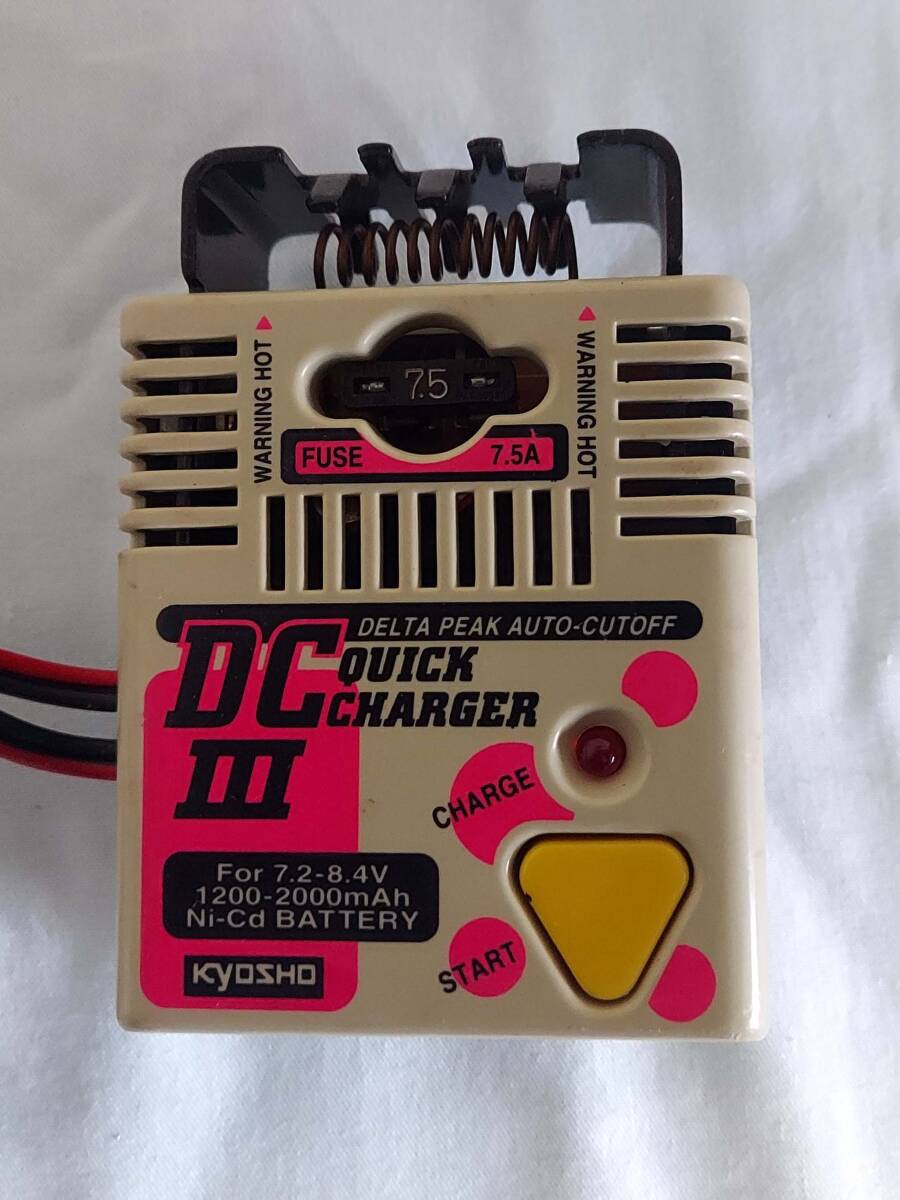 WARNING HOT
WARNING HOT
7.5
FUSE 7.5A
DELTA PEAK AUTO-CUTOFF
DC QUICK CHARGER
III
CHARGE
For 7.2-8.4V
1200-2000mAh
Ni-Cd BATTERY
START
KYOSHO